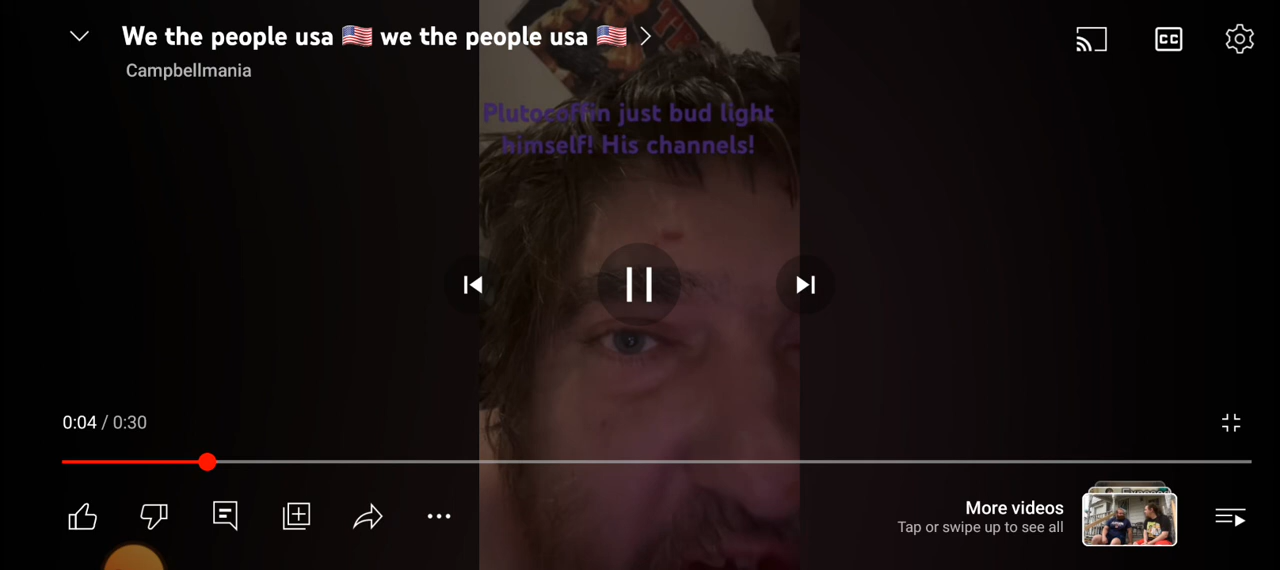 We the people usa 🇺🇸 we the people usa 🇺🇸
Campbellmania
CC
Plutocoffin just bud light
himself! His channels!
0:04 / 0:30
More videos
Tap or swipe up to see all